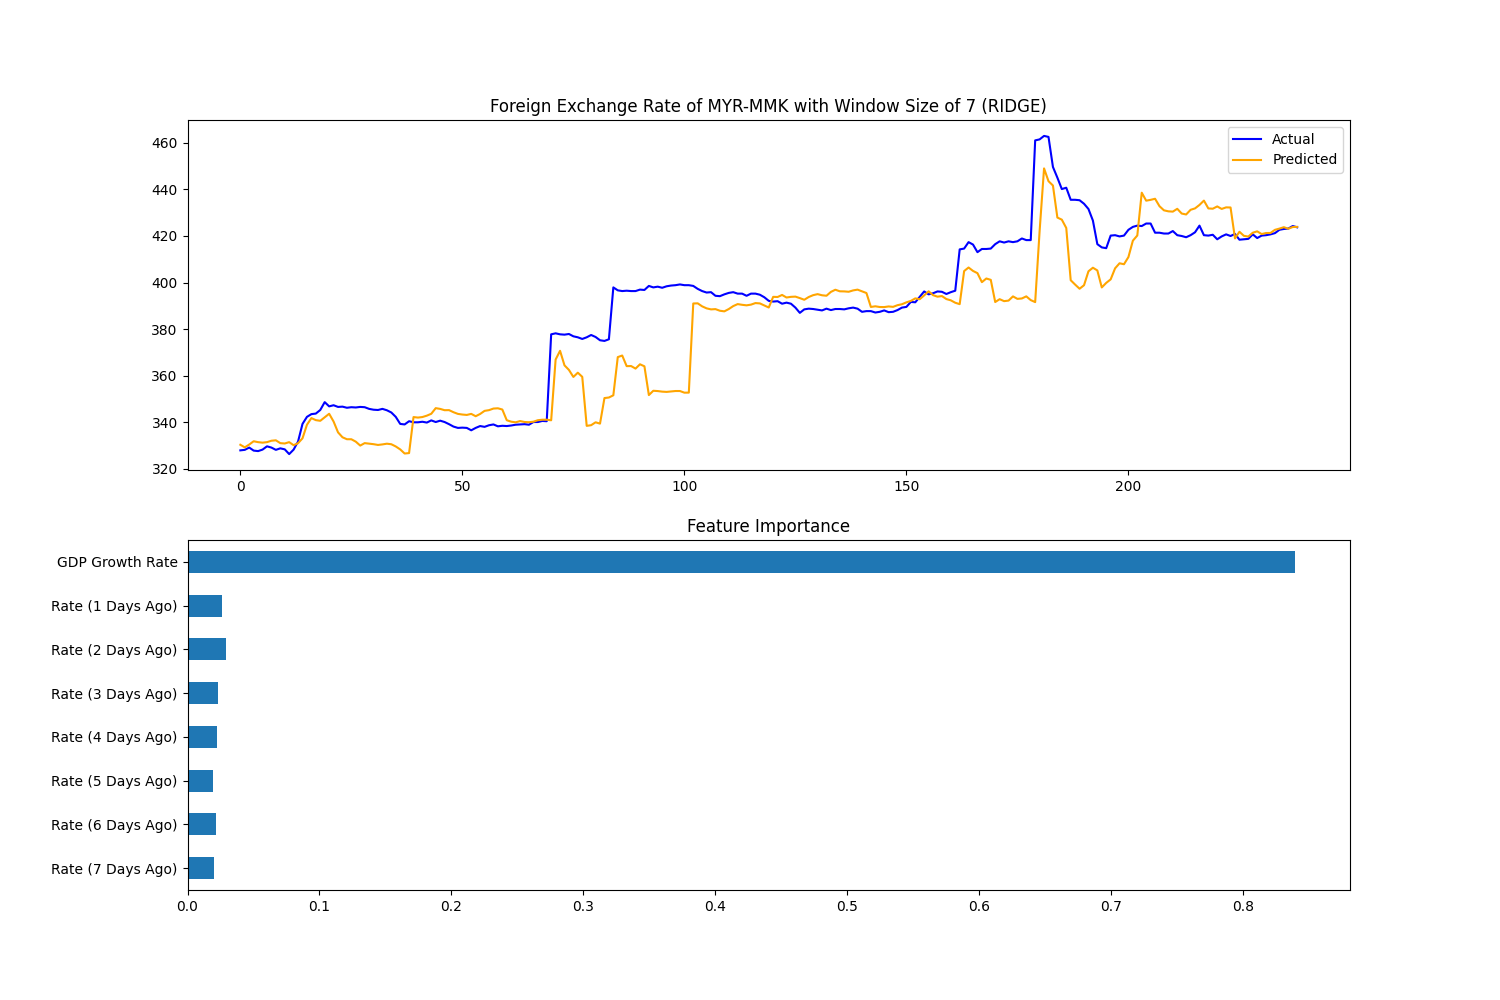 Foreign Exchange Rate of MYR-MMK with Window Size of 7 (RIDGE)
460
440
420
400
380
360
340
320
Actual
Predicted
0 50 100 150 200
Feature Importance
GDP Growth Rate
Rate (1 Days Ago)
Rate (2 Days Ago)
Rate (3 Days Ago)
Rate (4 Days Ago)
Rate (5 Days Ago)
Rate (6 Days Ago)
Rate (7 Days Ago)
0.0 0.1 0.2 0.3 0.4 0.5 0.6 0.7 0.8